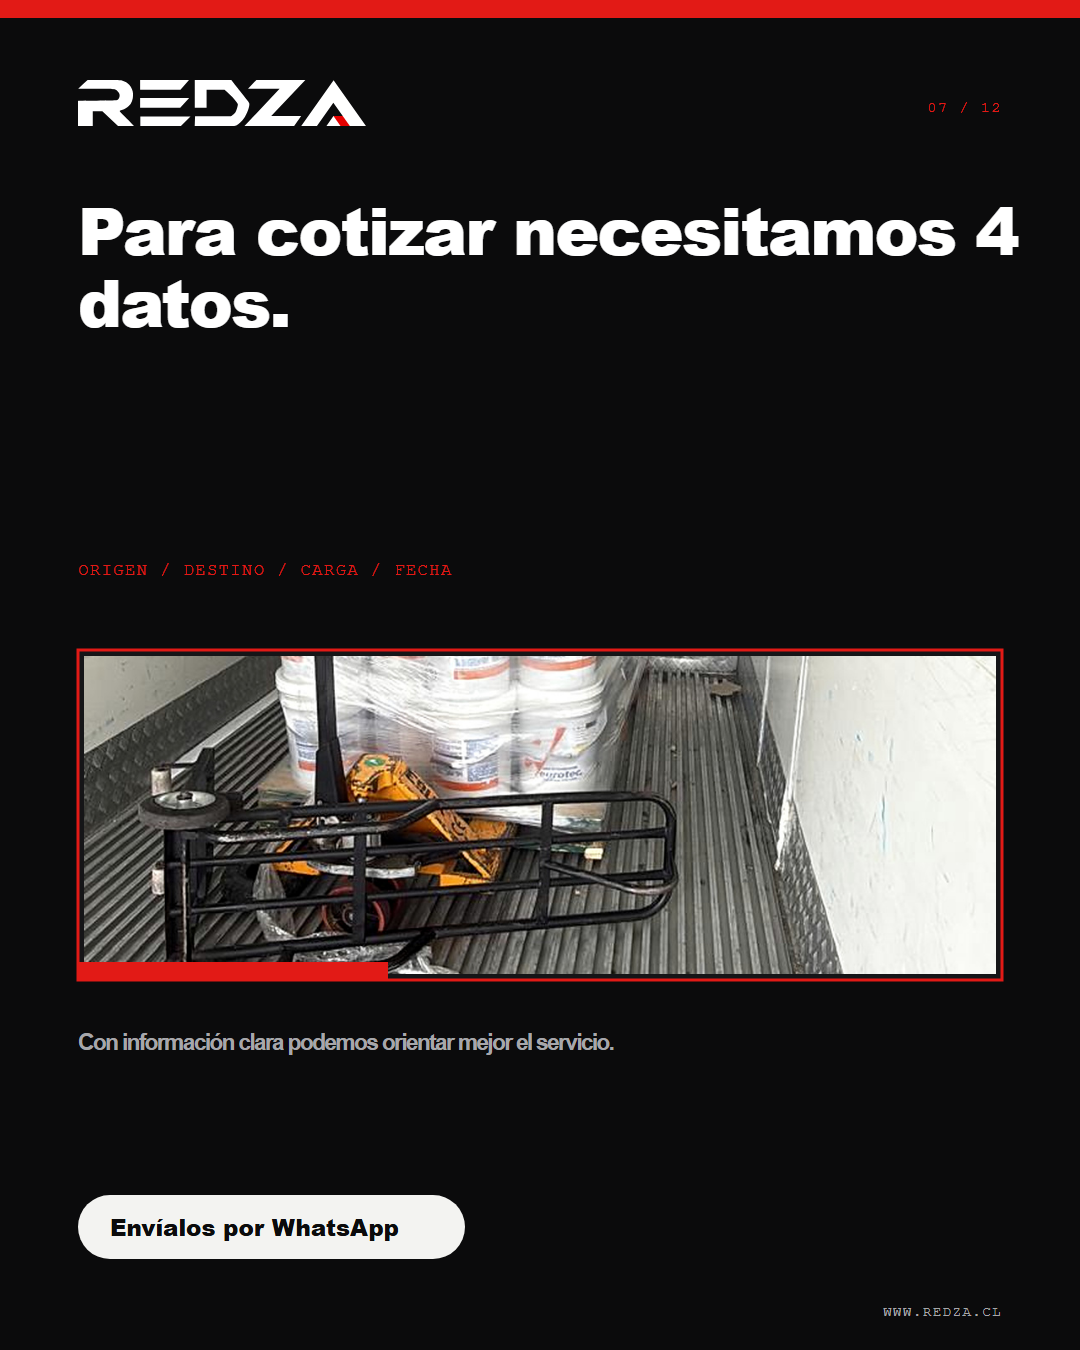 REDZA
07 / 12
Para cotizar necesitamos 4
datos.
ORIGEN / DESTINO / CARGA / FECHA
eurotec
Con información clara podemos orientar mejor el servicio.
Envíalos por WhatsApp
WWW.REDZA.CL